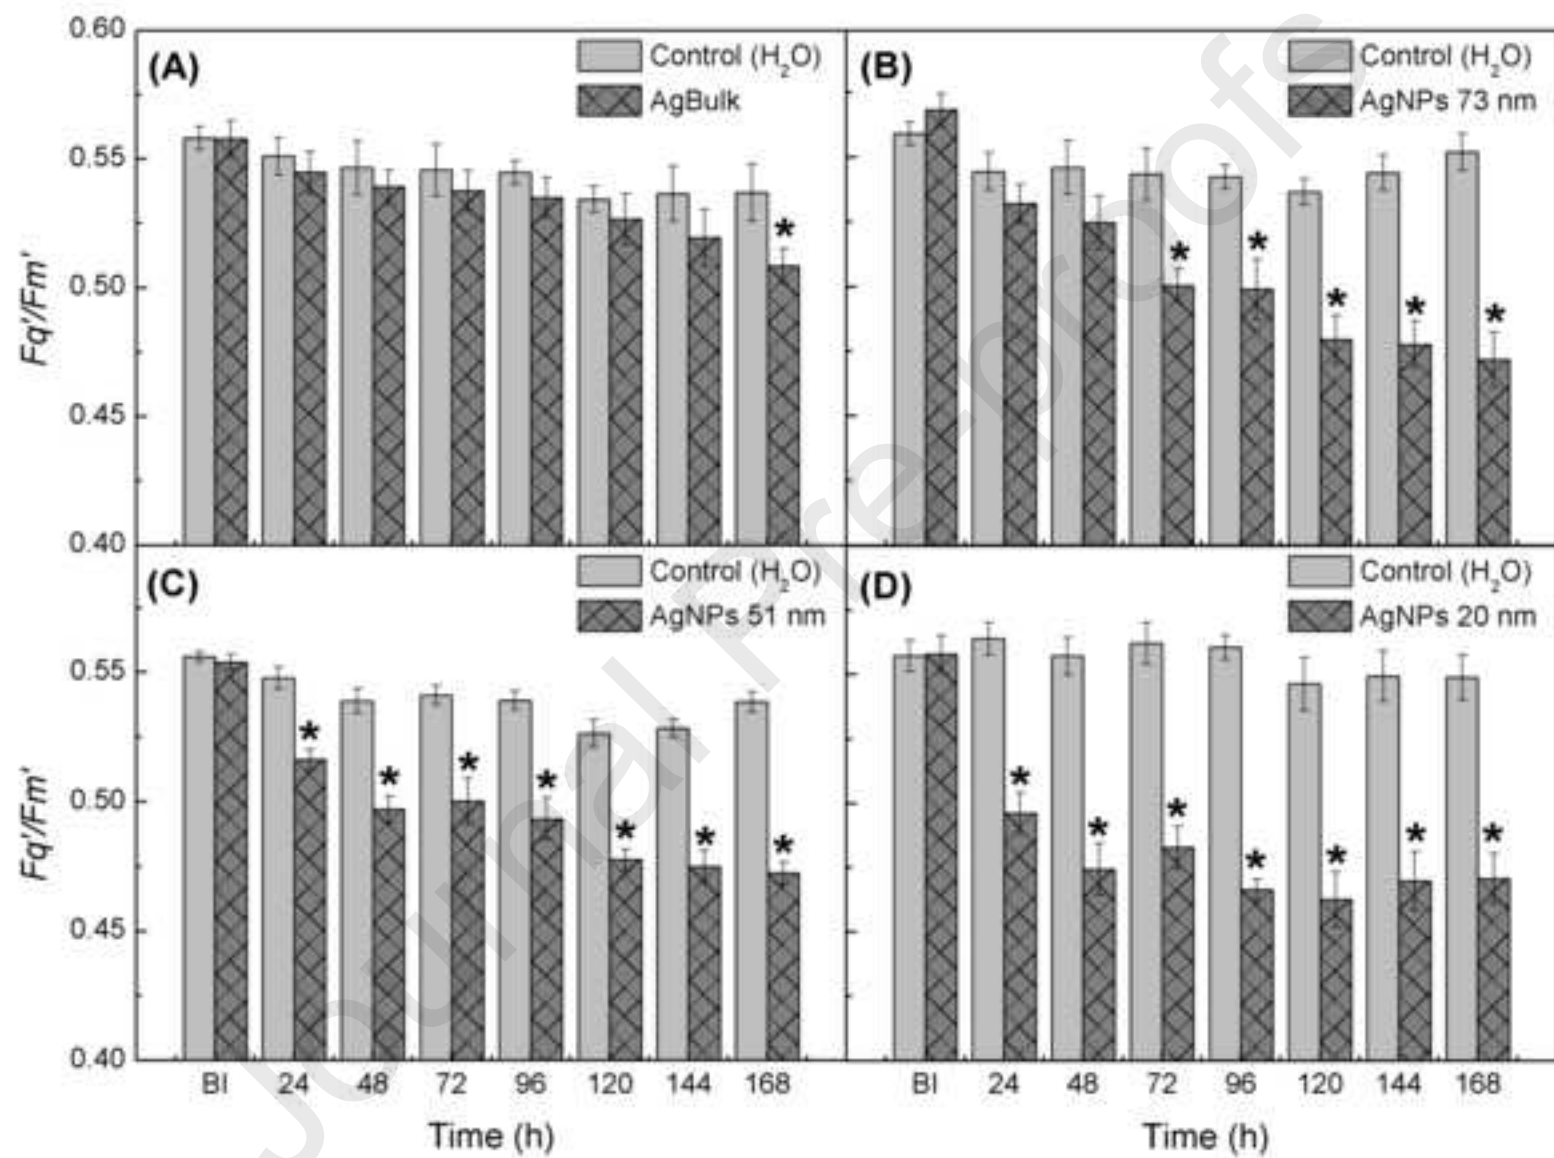 0.60
(A)
Control (H₂O)
AgBulk
(B)
Control (H₂O)
AgNPs 73 nm
0.55
*
*
*
*
*
*
0.50
Fq'/Fm'
0.45
0.40
(C)
Control (H₂O)
AgNPs 51 nm
(D)
Control (H₂O)
AgNPs 20 nm
0.55
*
*
*
*
*
*
*
*
*
*
*
*
*
*
0.50
Fq'/Fm'
0.45
0.40
BI 24 48 72 96 120 144 168
BI 24 48 72 96 120 144 168
Time (h)
Time (h)
Journal Pre-proofs